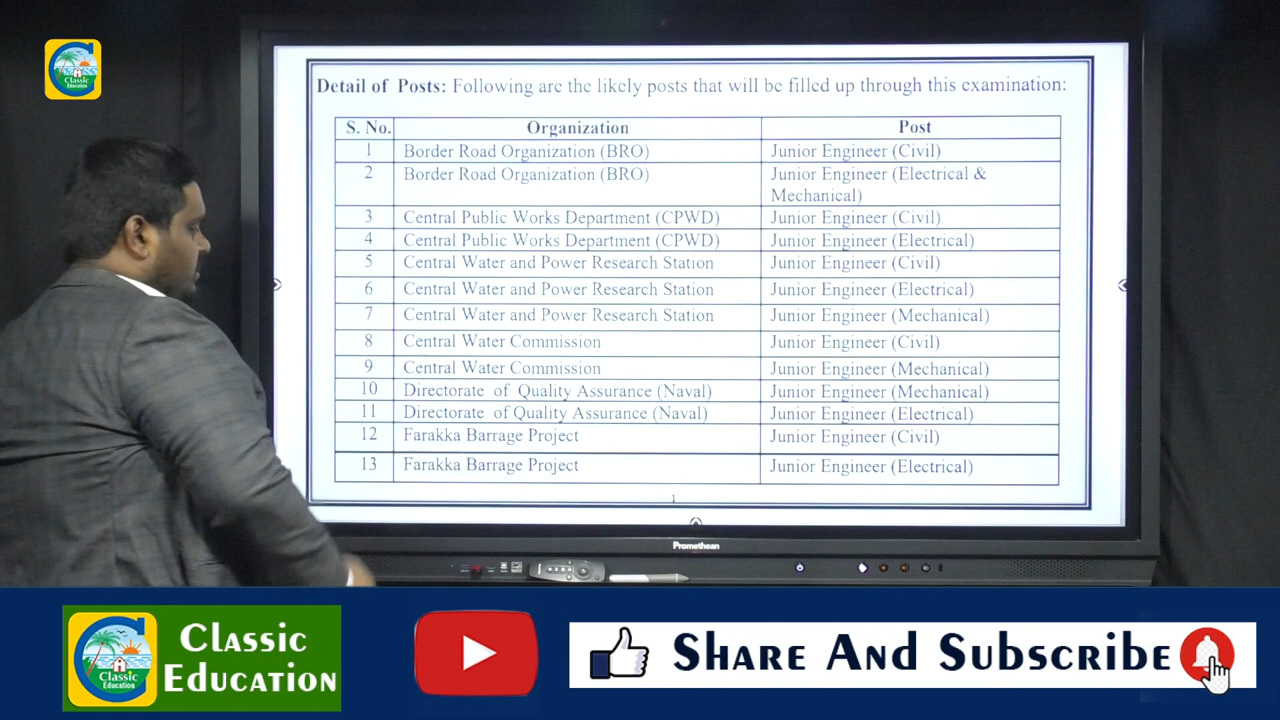 Classic
Education
Detail of Posts: Following are the likely posts that will be filled up through this examination:
S. No. Organization Post
1 Border Road Organization (BRO) Junior Engineer (Civil)
2 Border Road Organization (BRO) Junior Engineer (Electrical &
Mechanical)
3 Central Public Works Department (CPWD) Junior Engineer (Civil)
4 Central Public Works Department (CPWD) Junior Engineer (Electrical)
5 Central Water and Power Research Station Junior Engineer (Civil)
6 Central Water and Power Research Station Junior Engineer (Electrical)
7 Central Water and Power Research Station Junior Engineer (Mechanical)
8 Central Water Commission Junior Engineer (Civil)
9 Central Water Commission Junior Engineer (Mechanical)
10 Directorate of Quality Assurance (Naval) Junior Engineer (Mechanical)
11 Directorate of Quality Assurance (Naval) Junior Engineer (Electrical)
12 Farakka Barrage Project Junior Engineer (Civil)
13 Farakka Barrage Project Junior Engineer (Electrical)
1
Promethean
Classic
Education
Classic
Education
Share And Subscribe